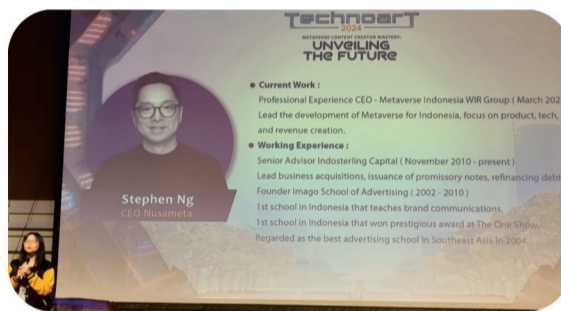 TechnoarT
2024
METAVERSE CONTENT CREATOR MASTERY:
UNVEILING
THE FUTURE
Current Work :
Professional Experience CEO - Metaverse Indonesia WIR Group ( March 202
Lead the development of Metaverse for Indonesia, focus on product, tech,
and revenue creation.
Working Experience :
Senior Advisor Indosterling Capital ( November 2010 - present )
Lead business acquisitions, issuance of promissory notes, refinancing debt
Founder Imago School of Advertising ( 2002 - 2010 )
1st school in Indonesia that teaches brand communications.
1st school in Indonesia that won prestigious award at The One Show.
Regarded as the best advertising school in Southeast Asia In 2004.
Stephen Ng
CEO Nusameta